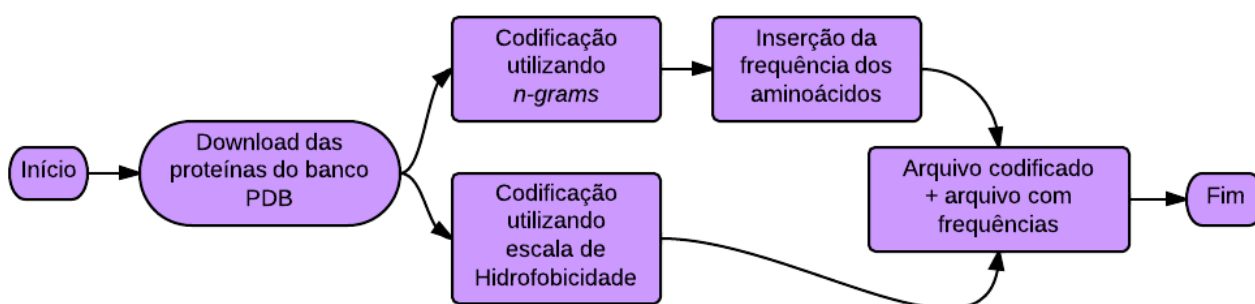 Início
Download das
proteínas do banco
PDB
Codificação
utilizando
n-grams
Inserção da
frequência dos
aminoácidos
Codificação
utilizando
escala de
Hidrofobicidade
Arquivo codificado
+ arquivo com
frequências
Fim